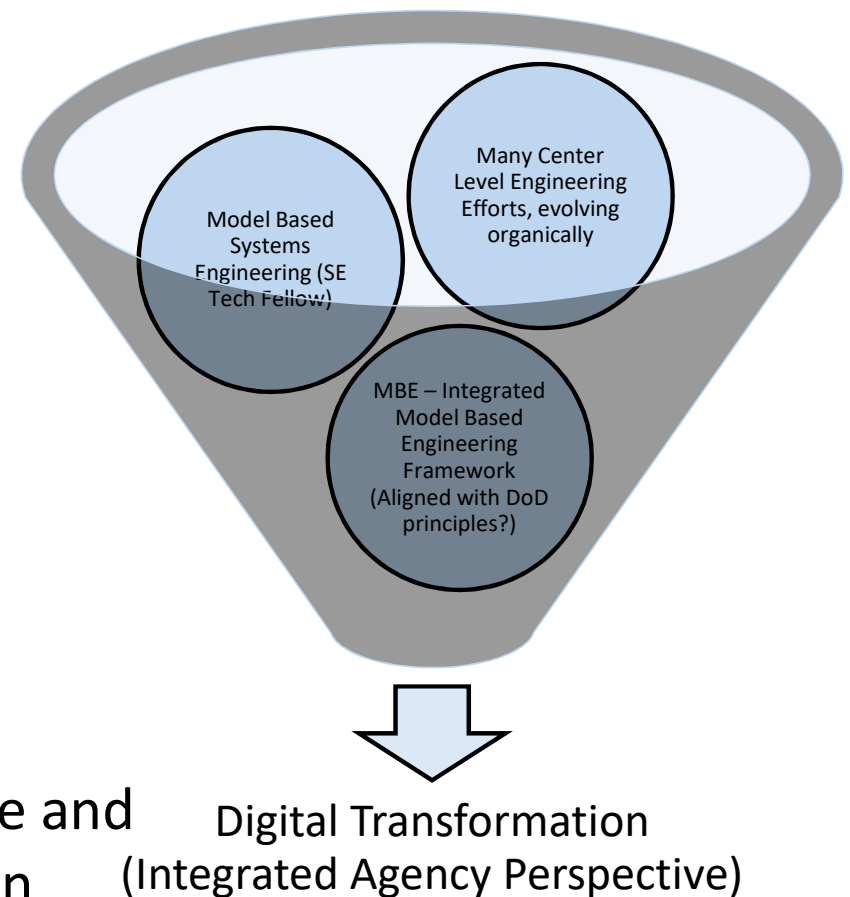 Many Center
Level Engineering
Efforts, evolving
organically
Model Based
Systems
Engineering (SE
Tech Fellow)
MBE – Integrated
Model Based
Engineering
Framework
(Aligned with DoD
principles?)
e and
n
Digital Transformation
(Integrated Agency Perspective)